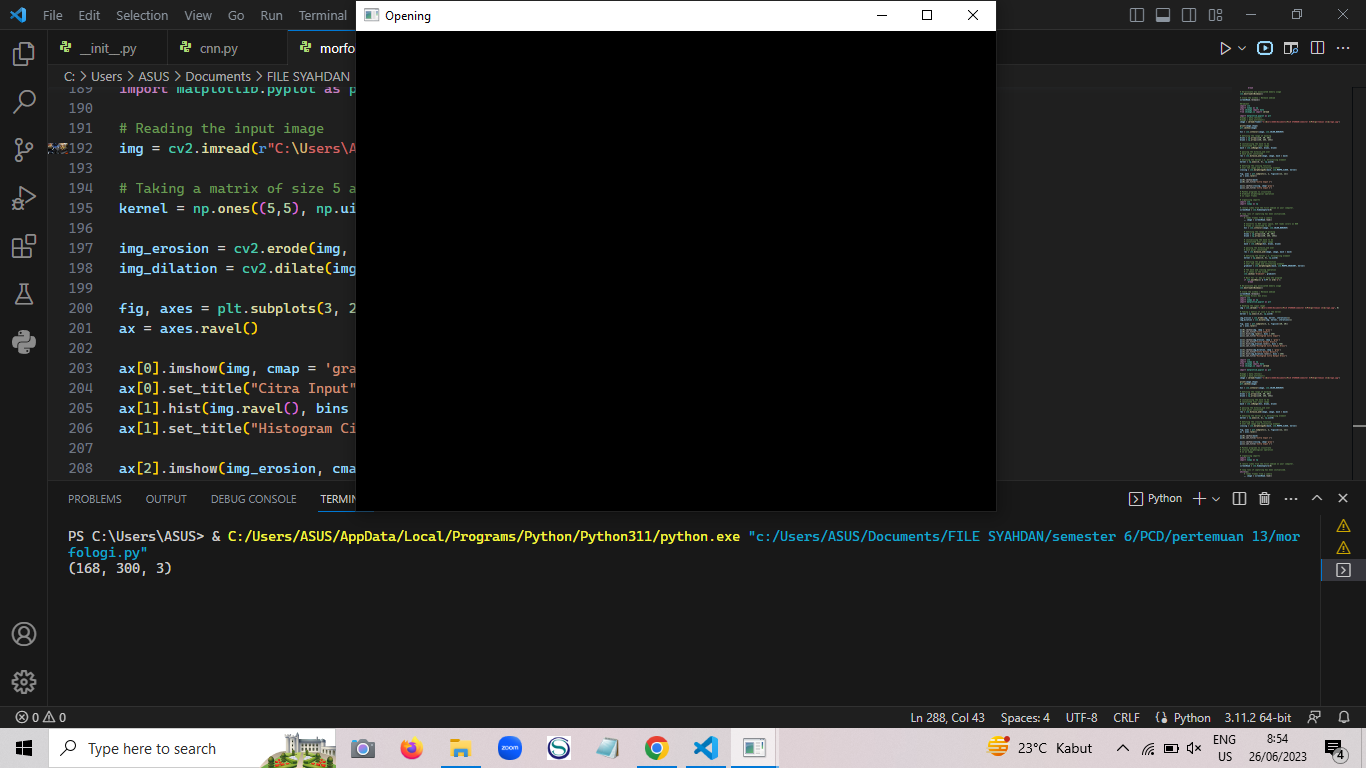 File Edit Selection View Go Run Terminal
Opening
__init__.py
cnn.py
morfo
C: > Users > ASUS > Documents > FILE SYAHDAN
189 import matplotlib.pyplot as p
190
191 # Reading the input image
192 img = cv2.imread(r"C:\Users\A
193
194 # Taking a matrix of size 5 a
195 kernel = np.ones((5,5), np.ui
196
197 img_erosion = cv2.erode(img,
198 img_dilation = cv2.dilate(img
199
200 fig, axes = plt.subplots(3, 2
201 ax = axes.ravel()
202
203 ax[0].imshow(img, cmap = 'gra
204 ax[0].set_title("Citra Input"
205 ax[1].hist(img.ravel(), bins
206 ax[1].set_title("Histogram Ci
207
208 ax[2].imshow(img_erosion, cma
PROBLEMS OUTPUT DEBUG CONSOLE TERMIN
Python
PS C:\Users\ASUS> & C:/Users/ASUS/AppData/Local/Programs/Python/Python311/python.exe "c:/Users/ASUS/Documents/FILE SYAHDAN/semester 6/PCD/pertemuan 13/mor
fologi.py"
(168, 300, 3)
0 0
Ln 288, Col 43 Spaces: 4 UTF-8 CRLF Python 3.11.2 64-bit
Type here to search
zoom
23°C Kabut
ENG
US
8:54
26/06/2023
4